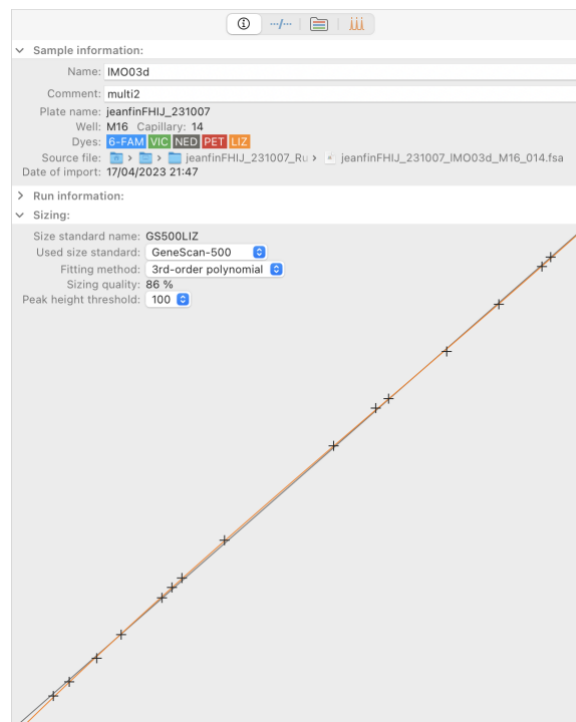 Sample information:
Name: IMO03d
Comment: multi2
Plate name: jeanfinFHIJ_231007
Well: M16 Capillary: 14
Dyes: 6-FAM VIC NED PET LIZ
Source file: > > jeanfinFHIJ_231007_Ru > jeanfinFHIJ_231007_IMO03d_M16_014.fsa
Date of import: 17/04/2023 21:47
Run information:
Sizing:
Size standard name: GS500LIZ
Used size standard: GeneScan-500
Fitting method: 3rd-order polynomial
Sizing quality: 86 %
Peak height threshold: 100